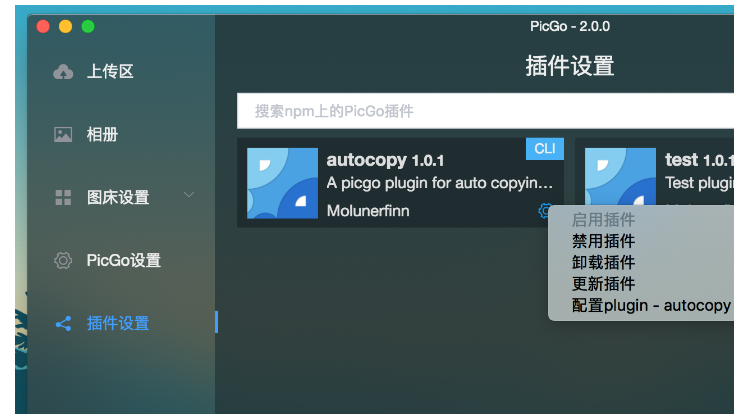 PicGo - 2.0.0
上传区
相册
图床设置
PicGo设置
插件设置
插件设置
搜索npm上的PicGo插件
autocopy 1.0.1
CLI
A picgo plugin for auto copyin...
Molunerfinn
test 1.0.1
Test plugi
启用插件
禁用插件
卸载插件
更新插件
配置plugin - autocopy